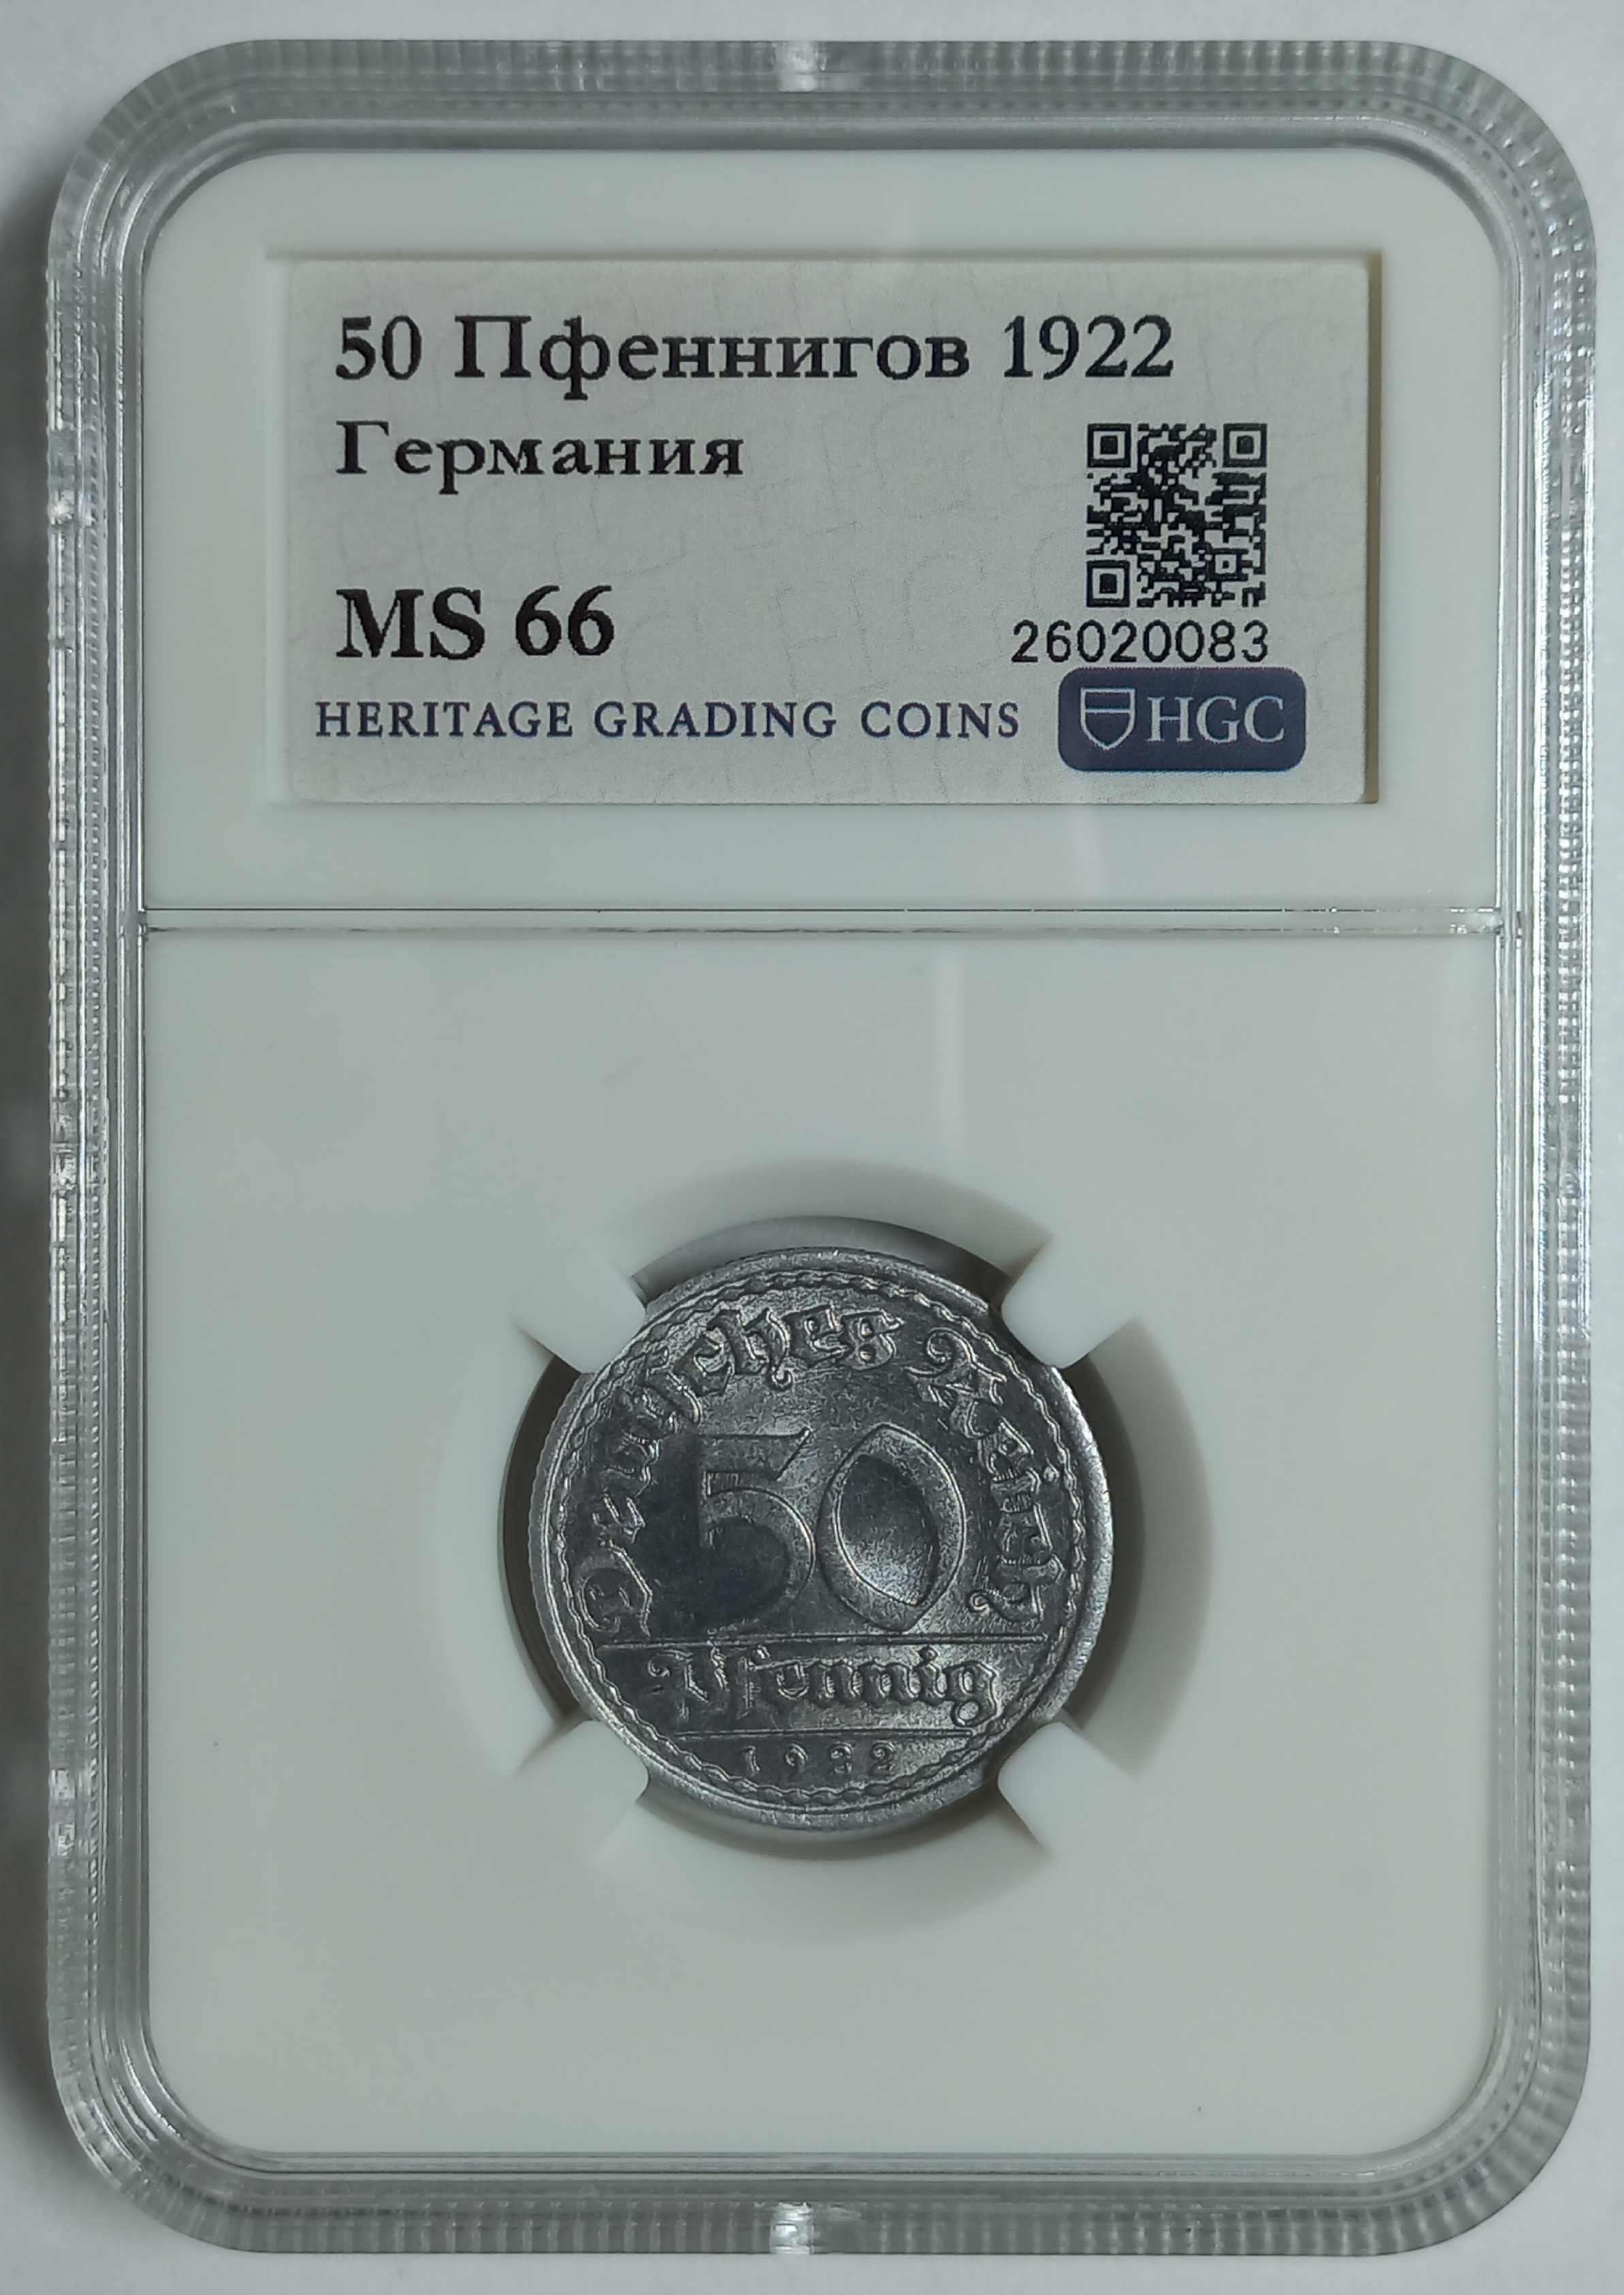 50 Пфеннигов 1922
Германия
MS 66
26020083
HERITAGE GRADING COINS HGC
Deutsches Reich
50
Pfennig
1922